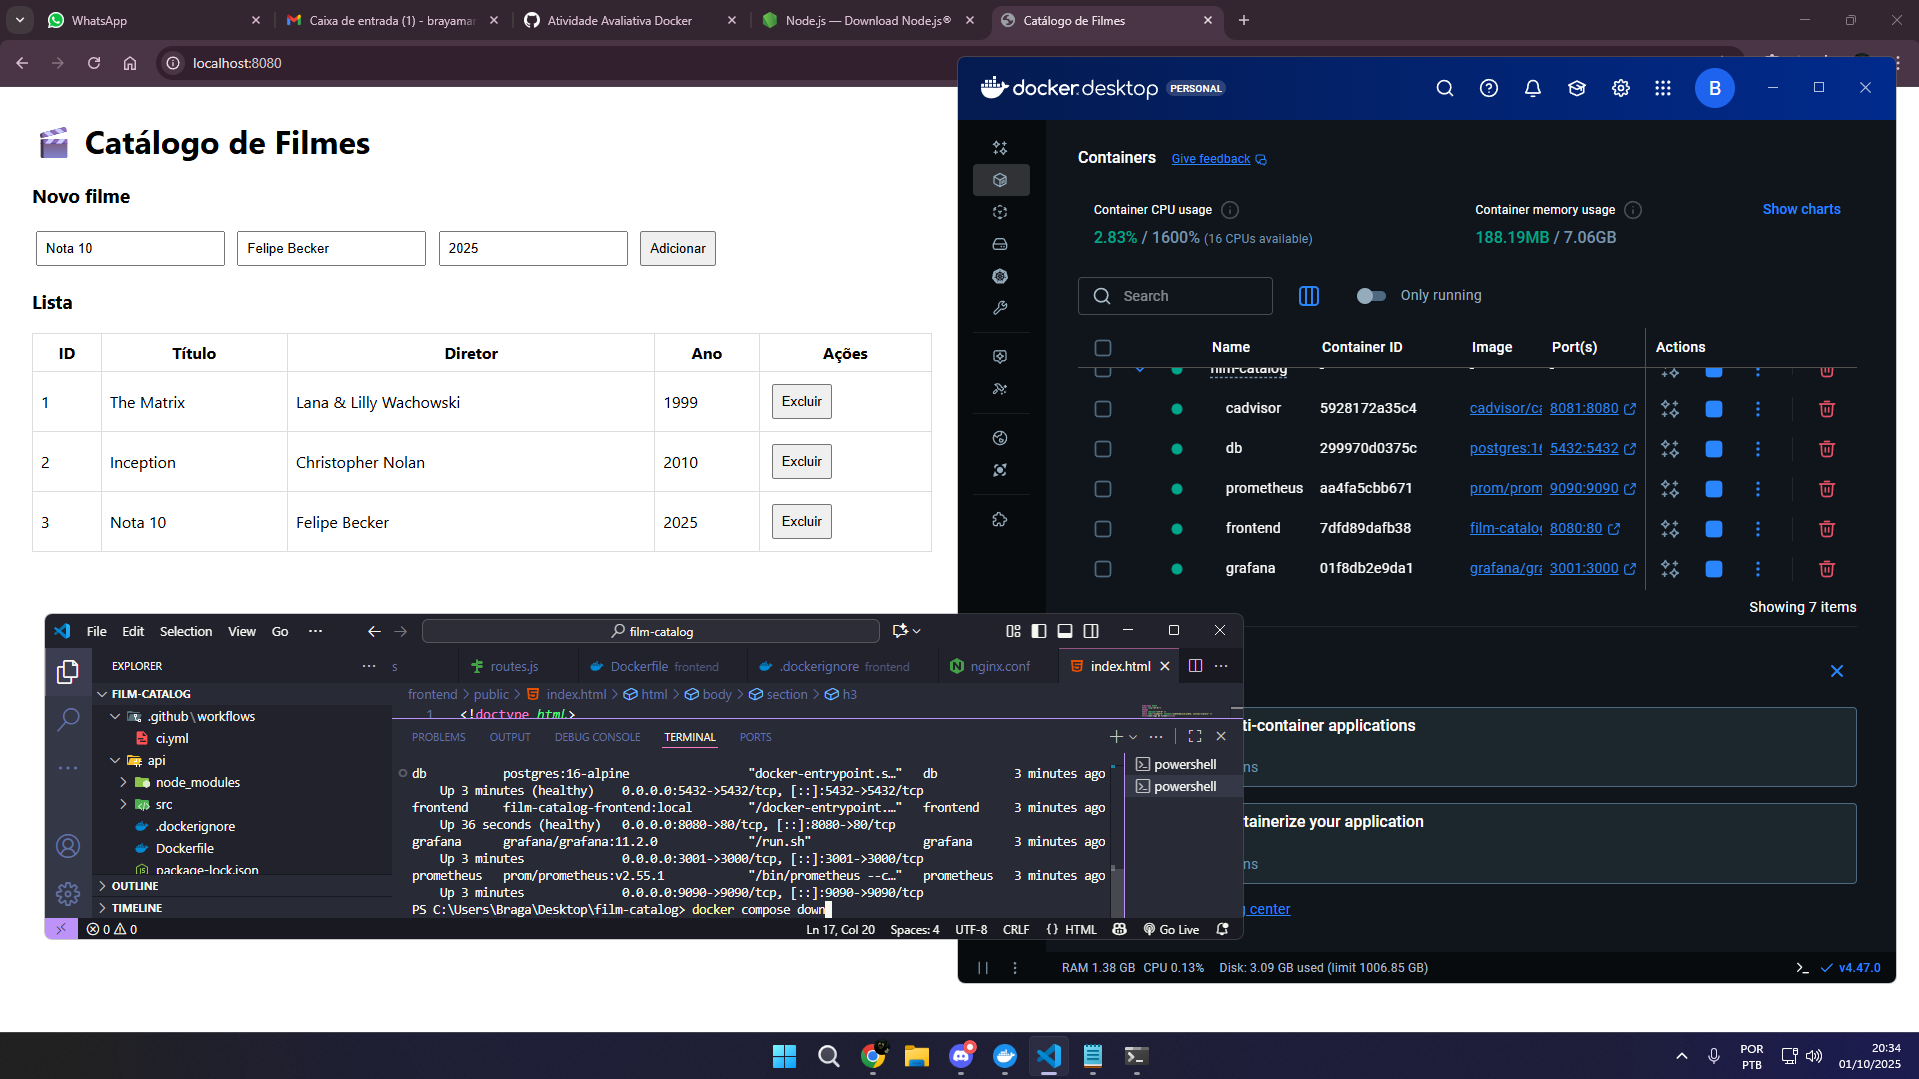 WhatsApp
Caixa de entrada (1) - brayamar
Atividade Avaliativa Docker
Node.js — Download Node.js®
Catálogo de Filmes
localhost:8080
Catálogo de Filmes
Novo filme
Nota 10 Felipe Becker 2025 Adicionar
Lista
ID Título Diretor Ano Ações
1 The Matrix Lana & Lilly Wachowski 1999 Excluir
2 Inception Christopher Nolan 2010 Excluir
3 Nota 10 Felipe Becker 2025 Excluir
docker.desktop PERSONAL
B
Containers Give feedback
Container CPU usage
2.83% / 1600% (16 CPUs available)
Container memory usage
188.19MB / 7.06GB
Show charts
Search
Only running
Name Container ID Image Port(s) Actions
film-catalog - - -
cadvisor 5928172a35c4 cadvisor/ca 8081:8080
db 299970d0375c postgres:16 5432:5432
prometheus aa4fa5cbb671 prom/prom 9090:9090
frontend 7dfd89dafb38 film-catalog 8080:80
grafana 01f8db2e9da1 grafana/gra 3001:3000
Showing 7 items
ti-container applications
ns
tainerize your application
ns
g center
RAM 1.38 GB CPU 0.13% Disk: 3.09 GB used (limit 1006.85 GB)
v4.47.0
File Edit Selection View Go ···
film-catalog
EXPLORER
FILM-CATALOG
.github\workflows
ci.yml
api
node_modules
src
.dockerignore
Dockerfile
package-lock.json
OUTLINE
TIMELINE
s
routes.js
Dockerfile frontend
.dockerignore frontend
nginx.conf
index.html
frontend > public > index.html > html > body > section > h3
1 <!doctype html>
PROBLEMS OUTPUT DEBUG CONSOLE TERMINAL PORTS
powershell
powershell
db postgres:16-alpine "docker-entrypoint.s…" db 3 minutes ago
Up 3 minutes (healthy) 0.0.0.0:5432->5432/tcp, [::]:5432->5432/tcp
frontend film-catalog-frontend:local "/docker-entrypoint.…" frontend 3 minutes ago
Up 36 seconds (healthy) 0.0.0.0:8080->80/tcp, [::]:8080->80/tcp
grafana grafana/grafana:11.2.0 "/run.sh" grafana 3 minutes ago
Up 3 minutes 0.0.0.0:3001->3000/tcp, [::]:3001->3000/tcp
prometheus prom/prometheus:v2.55.1 "/bin/prometheus --c…" prometheus 3 minutes ago
Up 3 minutes 0.0.0.0:9090->9090/tcp, [::]:9090->9090/tcp
PS C:\Users\Braga\Desktop\film-catalog> docker compose down
0 0
Ln 17, Col 20 Spaces: 4 UTF-8 CRLF {} HTML Go Live
POR
PTB
20:34
01/10/2025